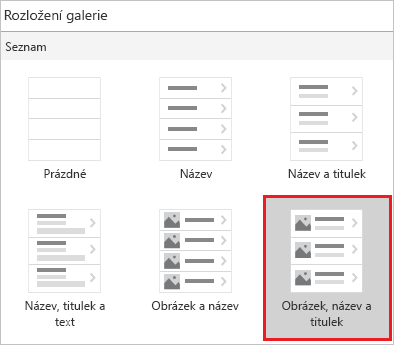 Rozložení galerie
Seznam
Prázdné
Název
Název a titulek
Název, titulek a
text
Obrázek a název
Obrázek, název a
titulek